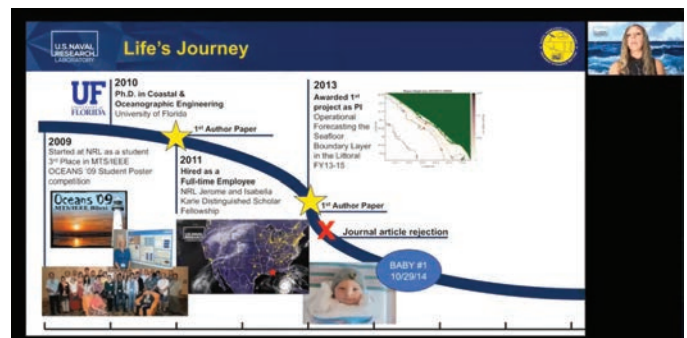 U.S. NAVAL
RESEARCH
LABORATORY
Life's Journey
UF
FLORIDA
2010
Ph.D. in Coastal &
Oceanographic Engineering
University of Florida
1st Author Paper
2009
Started at NRL as a student
3rd Place in MTS/IEEE
OCEANS '09 Student Poster
competition
Oceans '09
MTS/IEEE Biloxi
2011
Hired as a
Full-time Employee
NRL Jerome and Isabella
Karle Distinguished Scholar
Fellowship
2013
Awarded 1st
project as PI
Operational
Forecasting the
Seafloor
Boundary Layer
in the Littoral
FY13-15
1st Author Paper
Journal article rejection
BABY #1
10/29/14